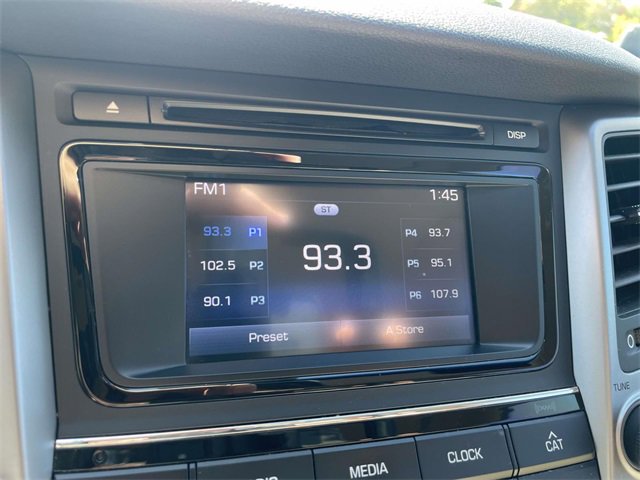 DISP
FM1 1:45
ST
93.3 P1
102.5 P2
90.1 P3
93.3
P4 93.7
P5 95.1
P6 107.9
Preset A.Store
0
TUNE
MEDIA
CLOCK
CAT